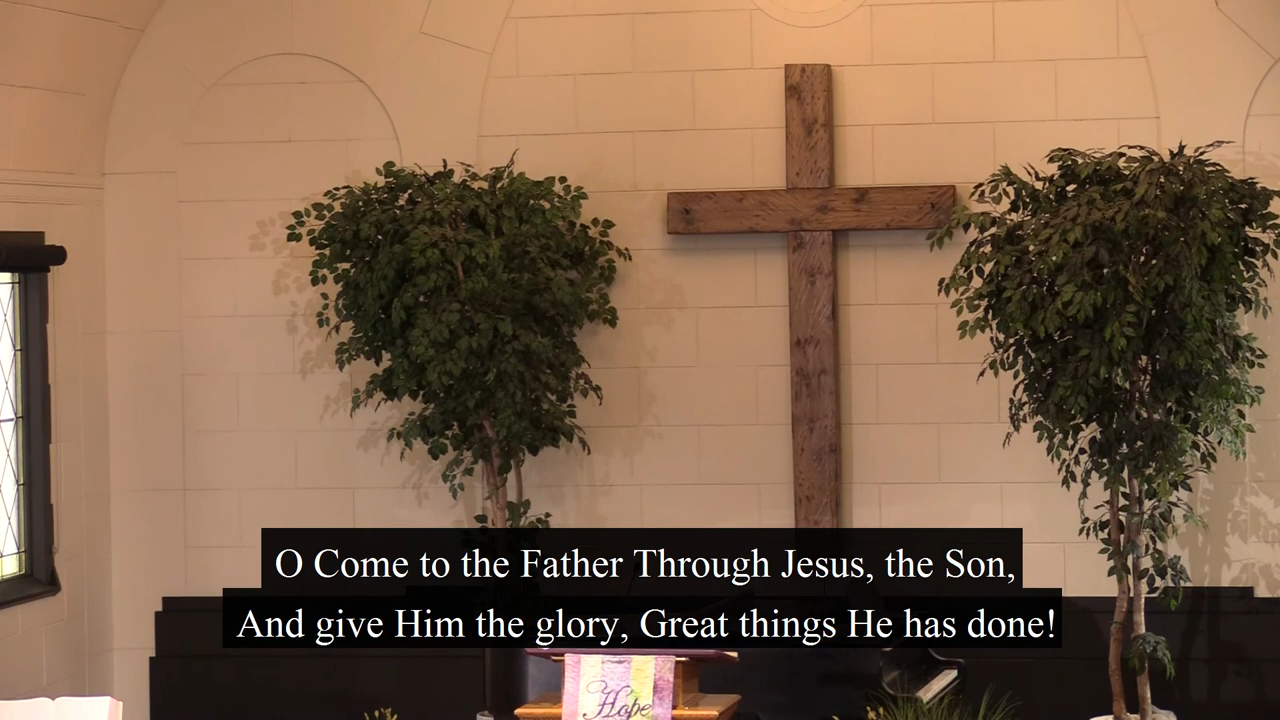 O Come to the Father Through Jesus, the Son,
And give Him the glory, Great things He has done!
Hope